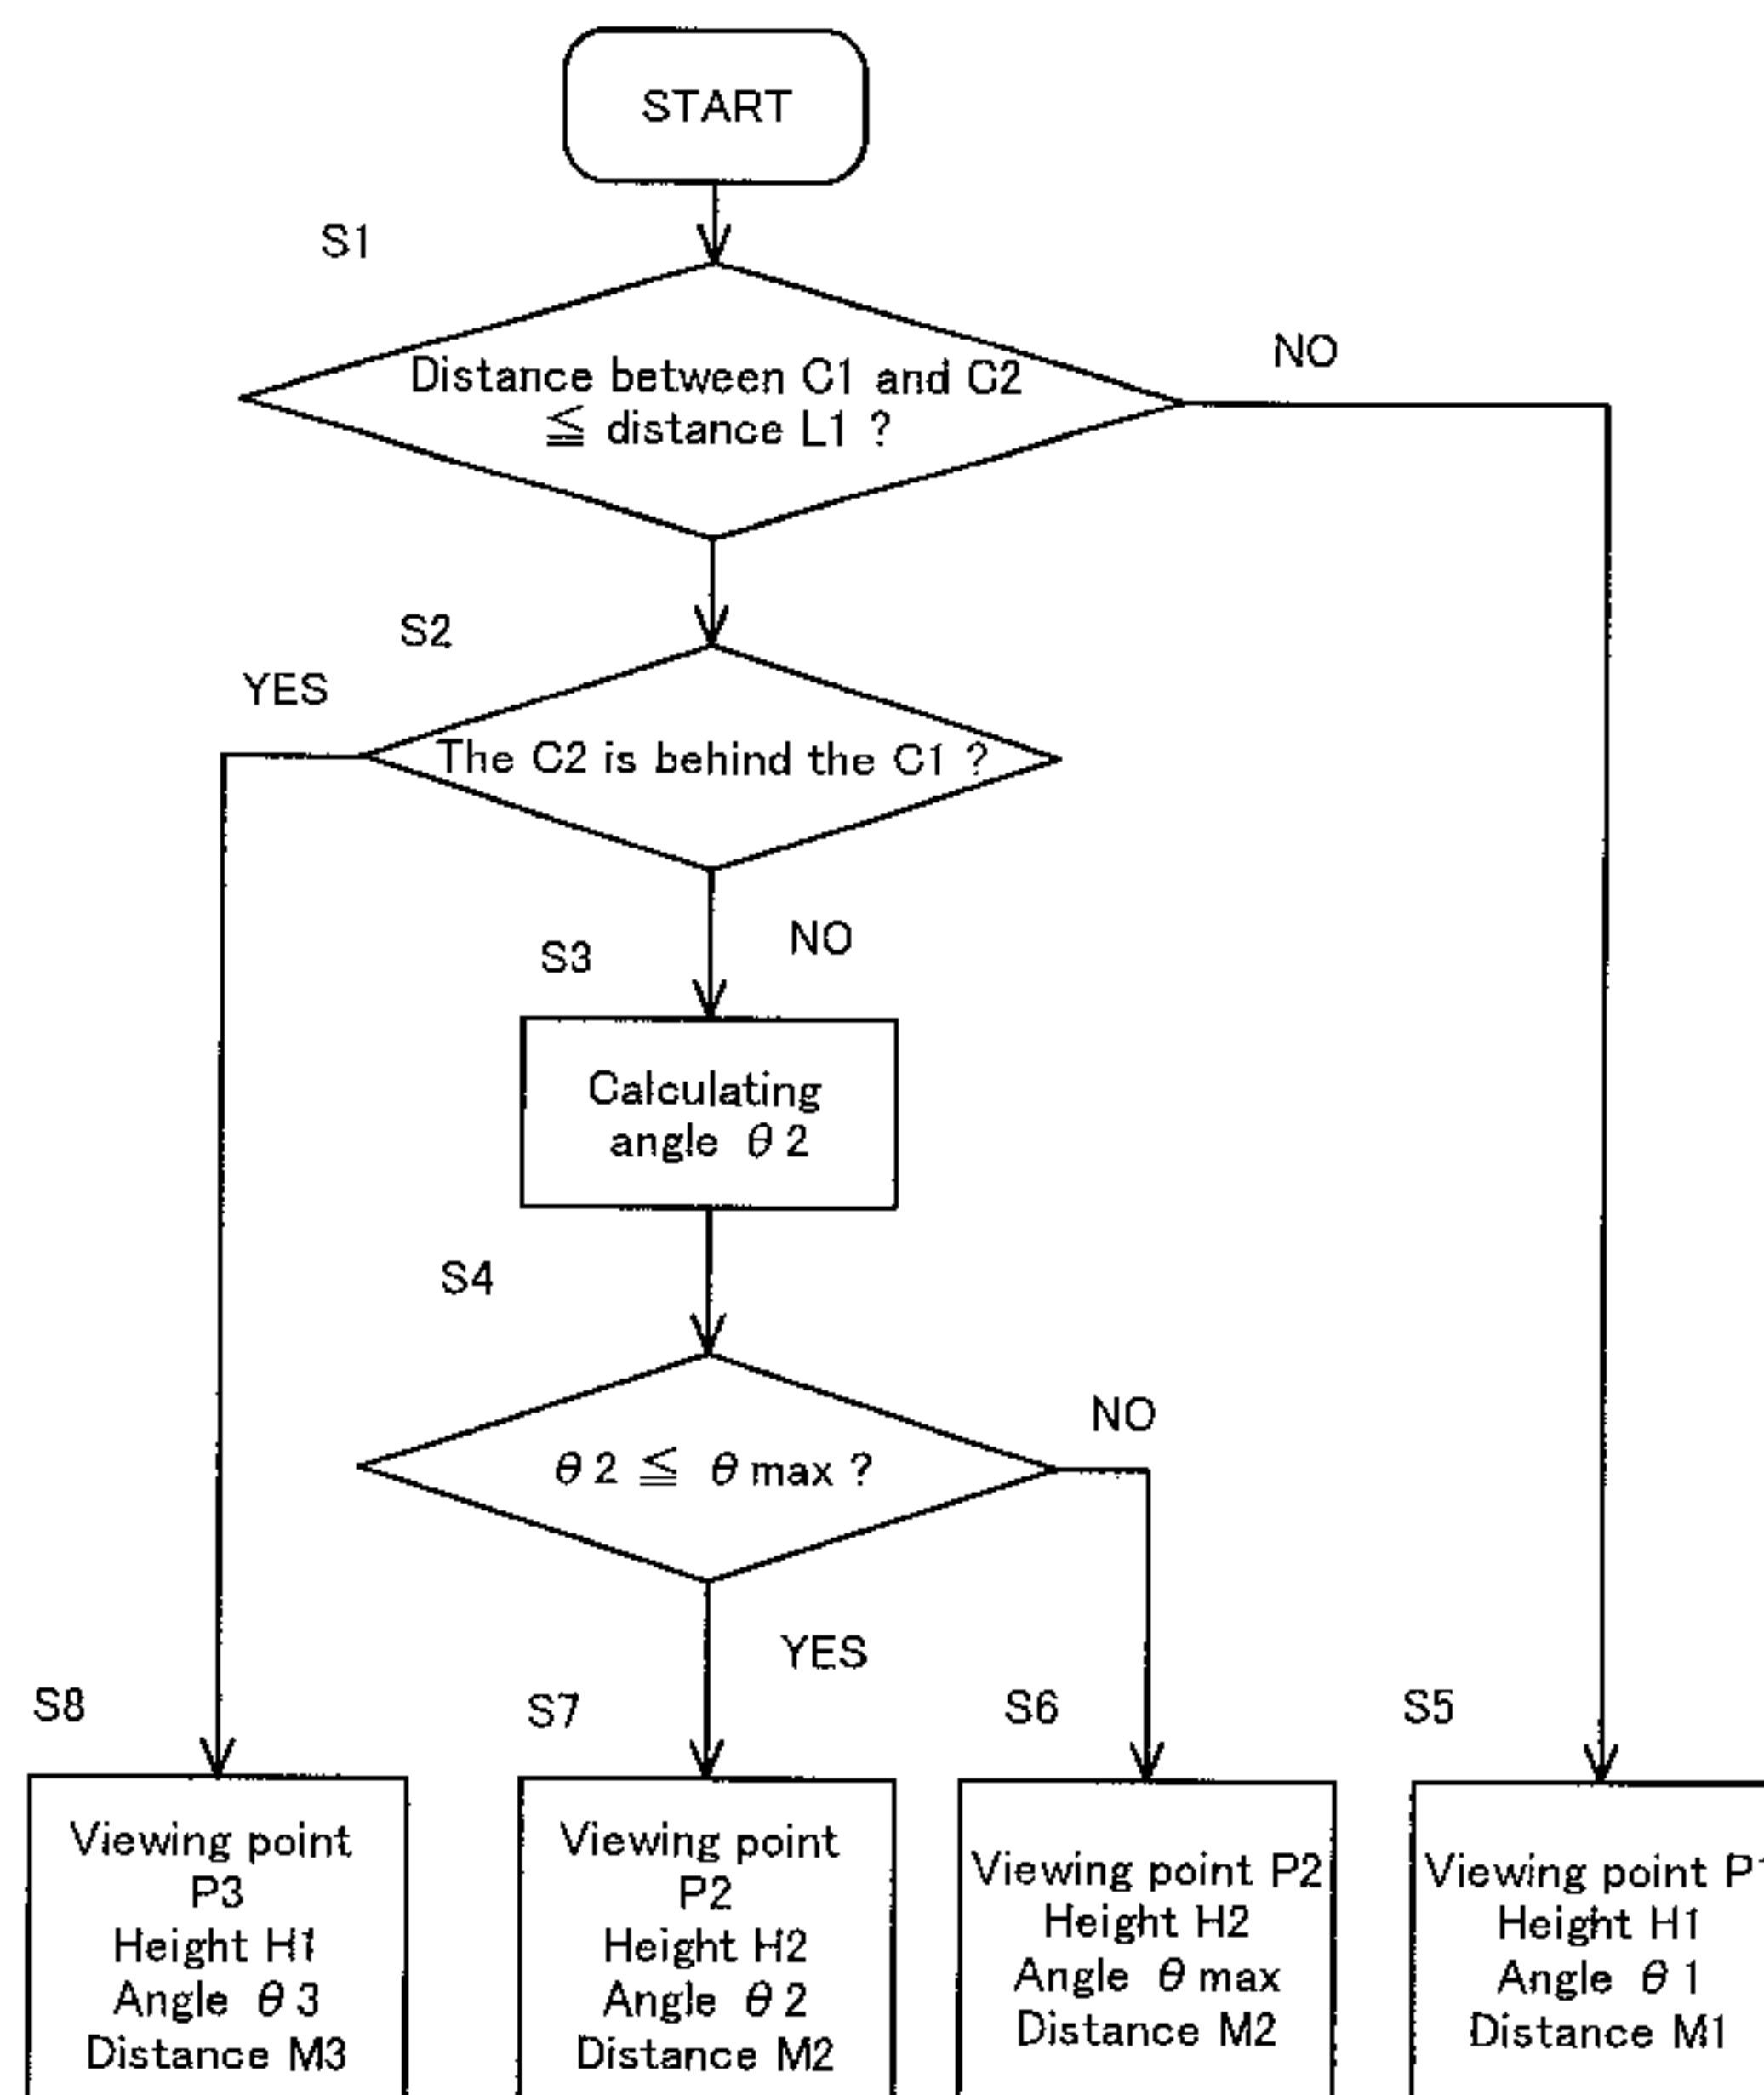 START
S1
Distance between C1 and C2
≦ distance L1 ?
NO
S2
YES
The C2 is behind the C1 ?
NO
S3
Calculating
angle θ2
S4
θ2 ≦ θmax ?
NO
YES
S8
Viewing point
P3
Height H1
Angle θ3
Distance M3
S7
Viewing point
P2
Height H2
Angle θ2
Distance M2
S6
Viewing point P2
Height H2
Angle θmax
Distance M2
S5
Viewing point P1
Height H1
Angle θ1
Distance M1